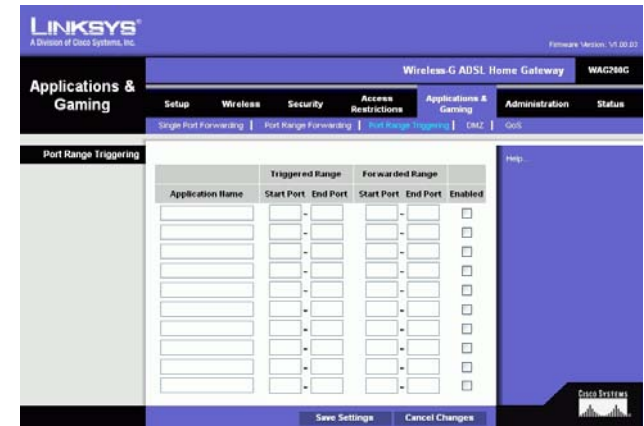 LINKSYS®
A Division of Cisco Systems, Inc.
Firmware Version: V1.00.03
Wireless-G ADSL Home Gateway WAG200G
Applications & Gaming
Setup Wireless Security Access Restrictions Applications & Gaming Administration Status
Single Port Forwarding | Port Range Forwarding | Port Range Triggering | DMZ | QoS
Port Range Triggering
Help...
Triggered Range Forwarded Range
Application Name Start Port End Port Start Port End Port Enabled
-  -
-  -
-  -
-  -
-  -
-  -
-  -
-  -
-  -
-  -
Save Settings Cancel Changes
CISCO SYSTEMS